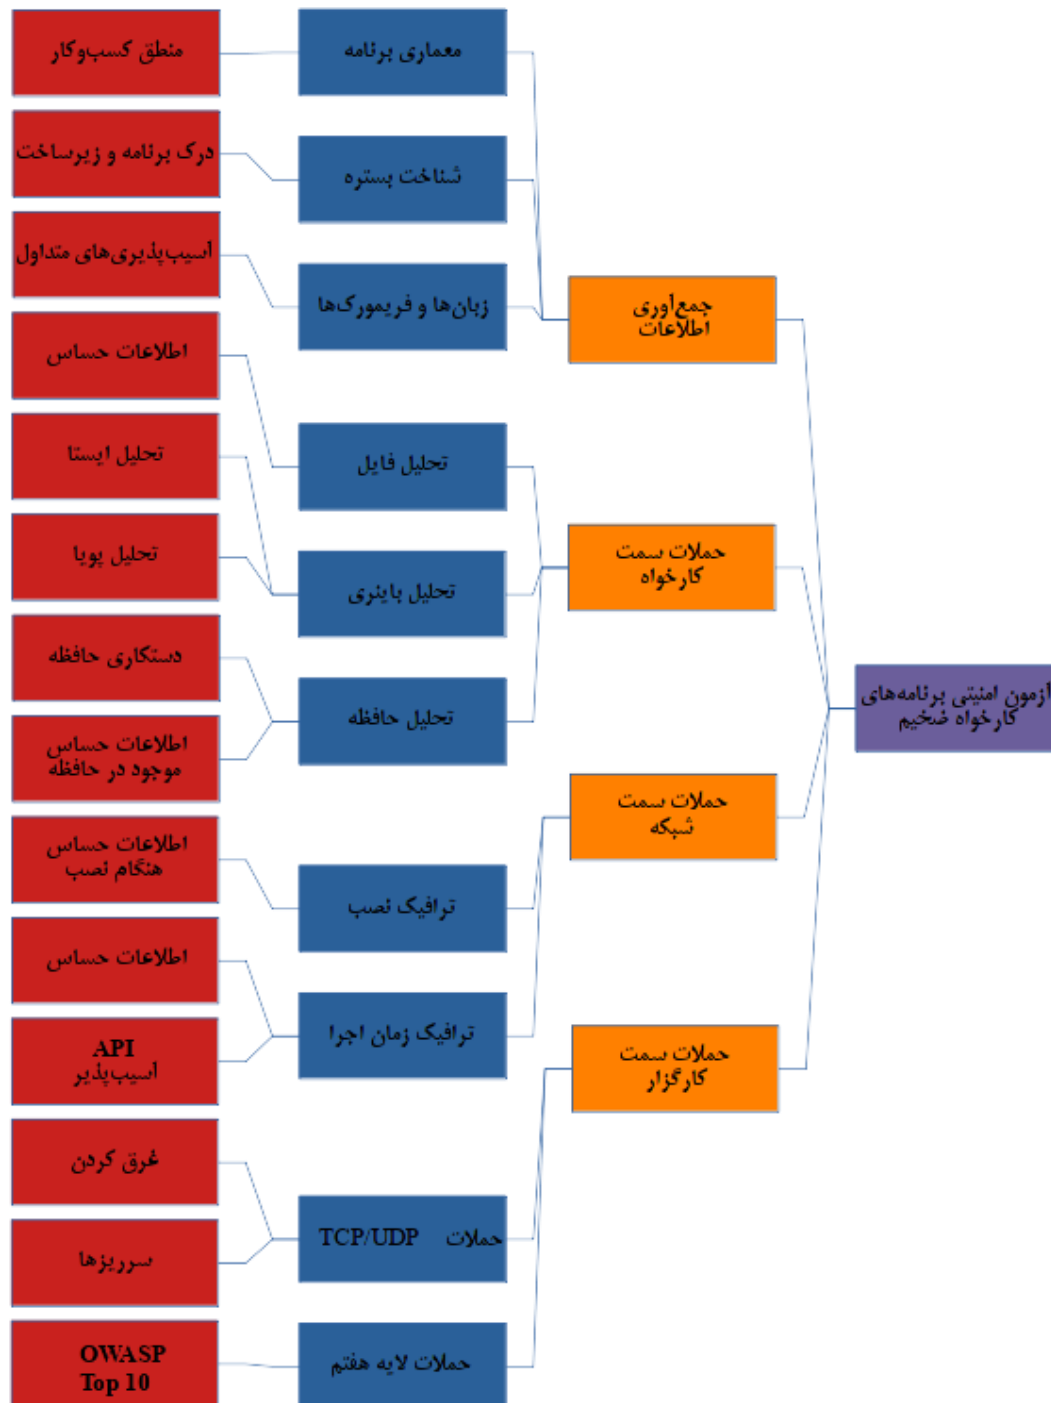 آزمون امنیتی برنامه‌های
کارخواه ضخیم
جمع‌آوری
اطلاعات
معماری برنامه
منطق کسب‌وکار
شناخت بستره
درک برنامه و زیرساخت
زبان‌ها و فریمورک‌ها
آسیب‌پذیری‌های متداول
حملات سمت
کارخواه
تحلیل فایل
اطلاعات حساس
تحلیل باینری
تحلیل ایستا
تحلیل پویا
تحلیل حافظه
دستکاری حافظه
اطلاعات حساس
موجود در حافظه
حملات سمت
شبکه
ترافیک نصب
اطلاعات حساس
هنگام نصب
ترافیک زمان اجرا
اطلاعات حساس
API
آسیب‌پذیر
حملات سمت
کارگزار
حملات TCP/UDP
غرق کردن
سرریزها
حملات لایه هفتم
OWASP
Top 10